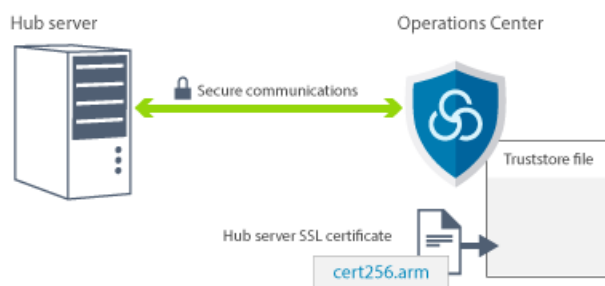 Hub server
Operations Center
Secure communications
Truststore file
Hub server SSL certificate
cert256.arm